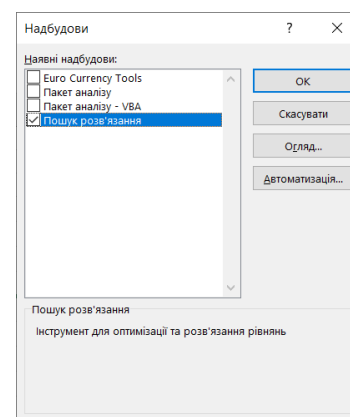 Надбудови ? ×
Наявні надбудови:
Euro Currency Tools
Пакет аналізу
Пакет аналізу - VBA
Пошук розв'язання
OK
Скасувати
Огляд...
Автоматизація...
Пошук розв'язання
Інструмент для оптимізації та розв'язання рівнянь